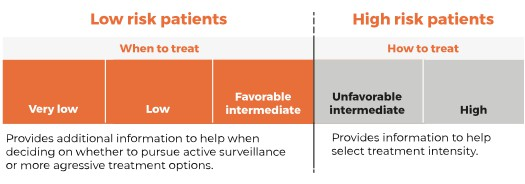 Low risk patients
High risk patients
When to treat
How to treat
Very low
Low
Favorable
intermediate
Unfavorable
intermediate
High
Provides additional information to help when
deciding on whether to pursue active surveillance
or more agressive treatment options.
Provides information to help
select treatment intensity.